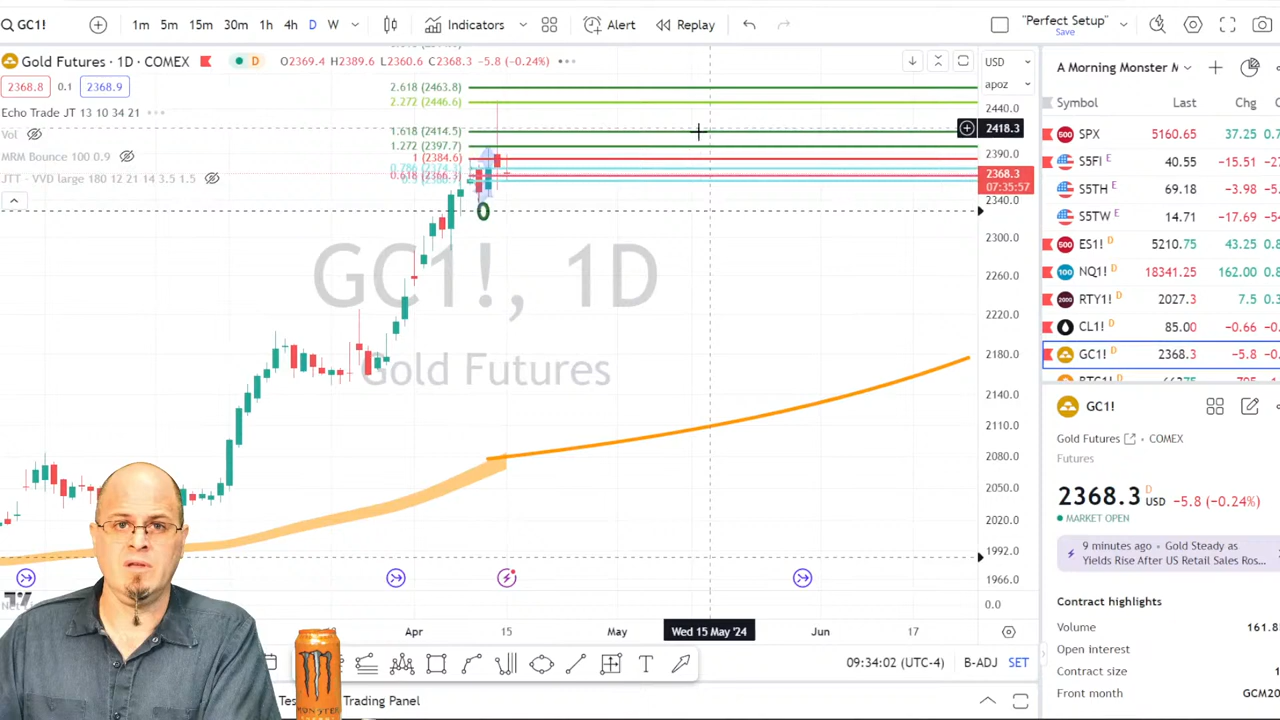 GC1!
1m 5m 15m 30m 1h 4h D W
Indicators
Alert
Replay
"Perfect Setup"
Save
Gold Futures · 1D · COMEX
D
O2369.4 H2389.6 L2360.6 C2368.3 -5.8 (-0.24%)
2368.8 0.1 2368.9
Echo Trade JT 13 10 34 21
Vol
MRM Bounce 100 0.9
JTT - VVD large 180 12 21 14 3.5 1.5
2.618 (2463.8)
2.272 (2446.6)
1.618 (2414.5)
1.272 (2397.7)
1 (2384.6)
0.618 (2366.3)
GC1!, 1D
Gold Futures
USD
apoz
2440.0
2418.3
2390.0
2368.3
07:35:57
2340.0
2300.0
2260.0
2220.0
2180.0
2140.0
2110.0
2080.0
2050.0
2020.0
1992.0
1966.0
0.0
Apr 15 May Wed 15 May '24 Jun 17
09:34:02 (UTC-4) B-ADJ SET
Trading Panel
A Morning Monster
Symbol Last Chg
SPX 5160.65 37.25
S5FI E 40.55 -15.51
S5TH E 69.18 -3.98
S5TW E 14.71 -17.69
ES1! D 5210.75 43.25
NQ1! D 18341.25 162.00
RTY1! D 2027.3 7.5
CL1! D 85.00 -0.66
GC1! D 2368.3 -5.8
GC1!
Gold Futures · COMEX
Futures
2368.3 D USD -5.8 (-0.24%)
MARKET OPEN
9 minutes ago · Gold Steady as
Yields Rise After US Retail Sales Ros...
Contract highlights
Volume
Open interest
Contract size
Front month
MONSTER